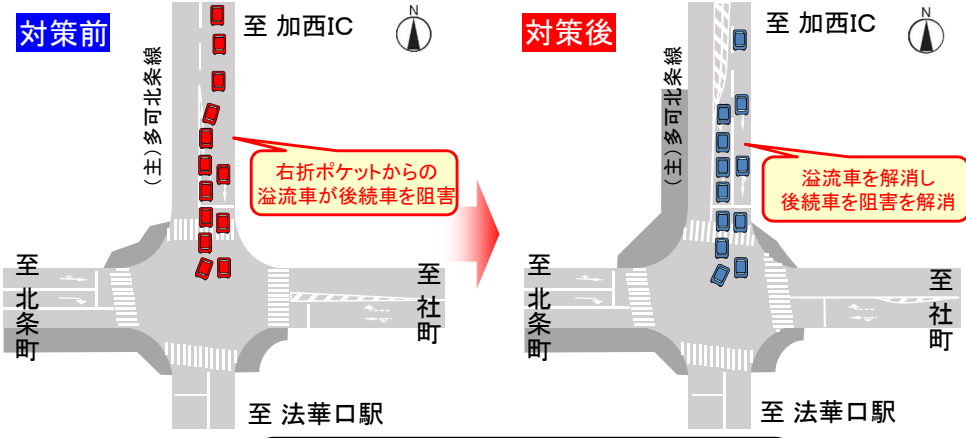 対策前
至 加西IC
N
(主)多可北条線
右折ポケットからの
溢流車が後続車を阻害
至北条町
至社町
至 法華口駅
対策後
至 加西IC
N
(主)多可北条線
溢流車を解消し
後続車を阻害を解消
至北条町
至社町
至 法華口駅